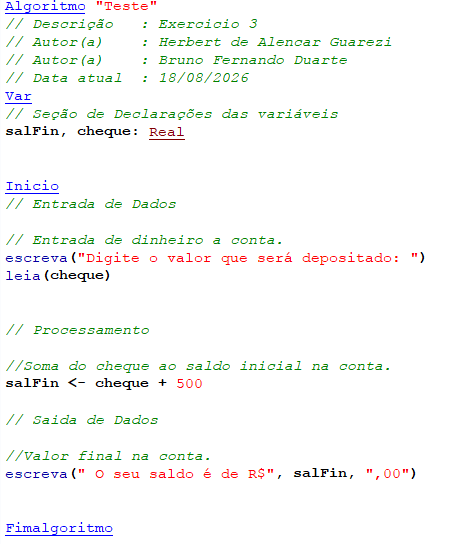 Algoritmo "Teste"
// Descrição   : Exercicio 3
// Autor(a)    : Herbert de Alencar Guarezi
// Autor(a)    : Bruno Fernando Duarte
// Data atual  : 18/08/2026
Var
// Seção de Declarações das variáveis
salFin, cheque: Real
Inicio
// Entrada de Dados
// Entrada de dinheiro a conta.
escreva("Digite o valor que será depositado: ")
leia(cheque)
// Processamento
//Soma do cheque ao saldo inicial na conta.
salFin <- cheque + 500
// Saida de Dados
//Valor final na conta.
escreva(" O seu saldo é de R$", salFin, ",00")
Fimalgoritmo